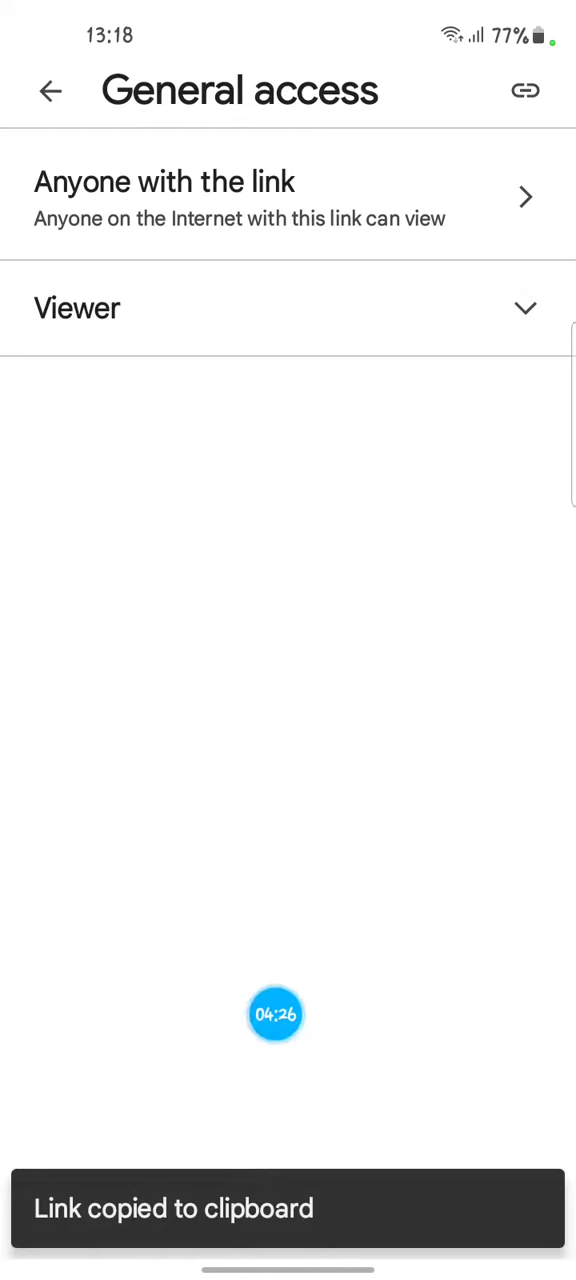 13:18 77%
General access
Anyone with the link
Anyone on the Internet with this link can view
Viewer
04:26
Link copied to clipboard